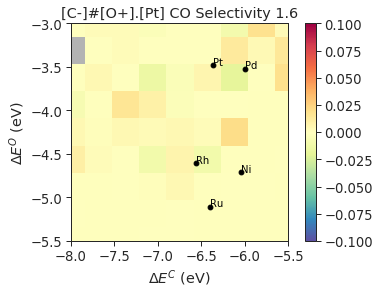 [C-]#[O+].[Pt] CO Selectivity 1.6
−3.0
−3.5
−4.0
−4.5
−5.0
−5.5
ΔE^O (eV)
Pt
Pd
Rh
Ni
Ru
−8.0 −7.5 −7.0 −6.5 −6.0 −5.5
ΔE^C (eV)
0.100
0.075
0.050
0.025
0.000
−0.025
−0.050
−0.075
−0.100